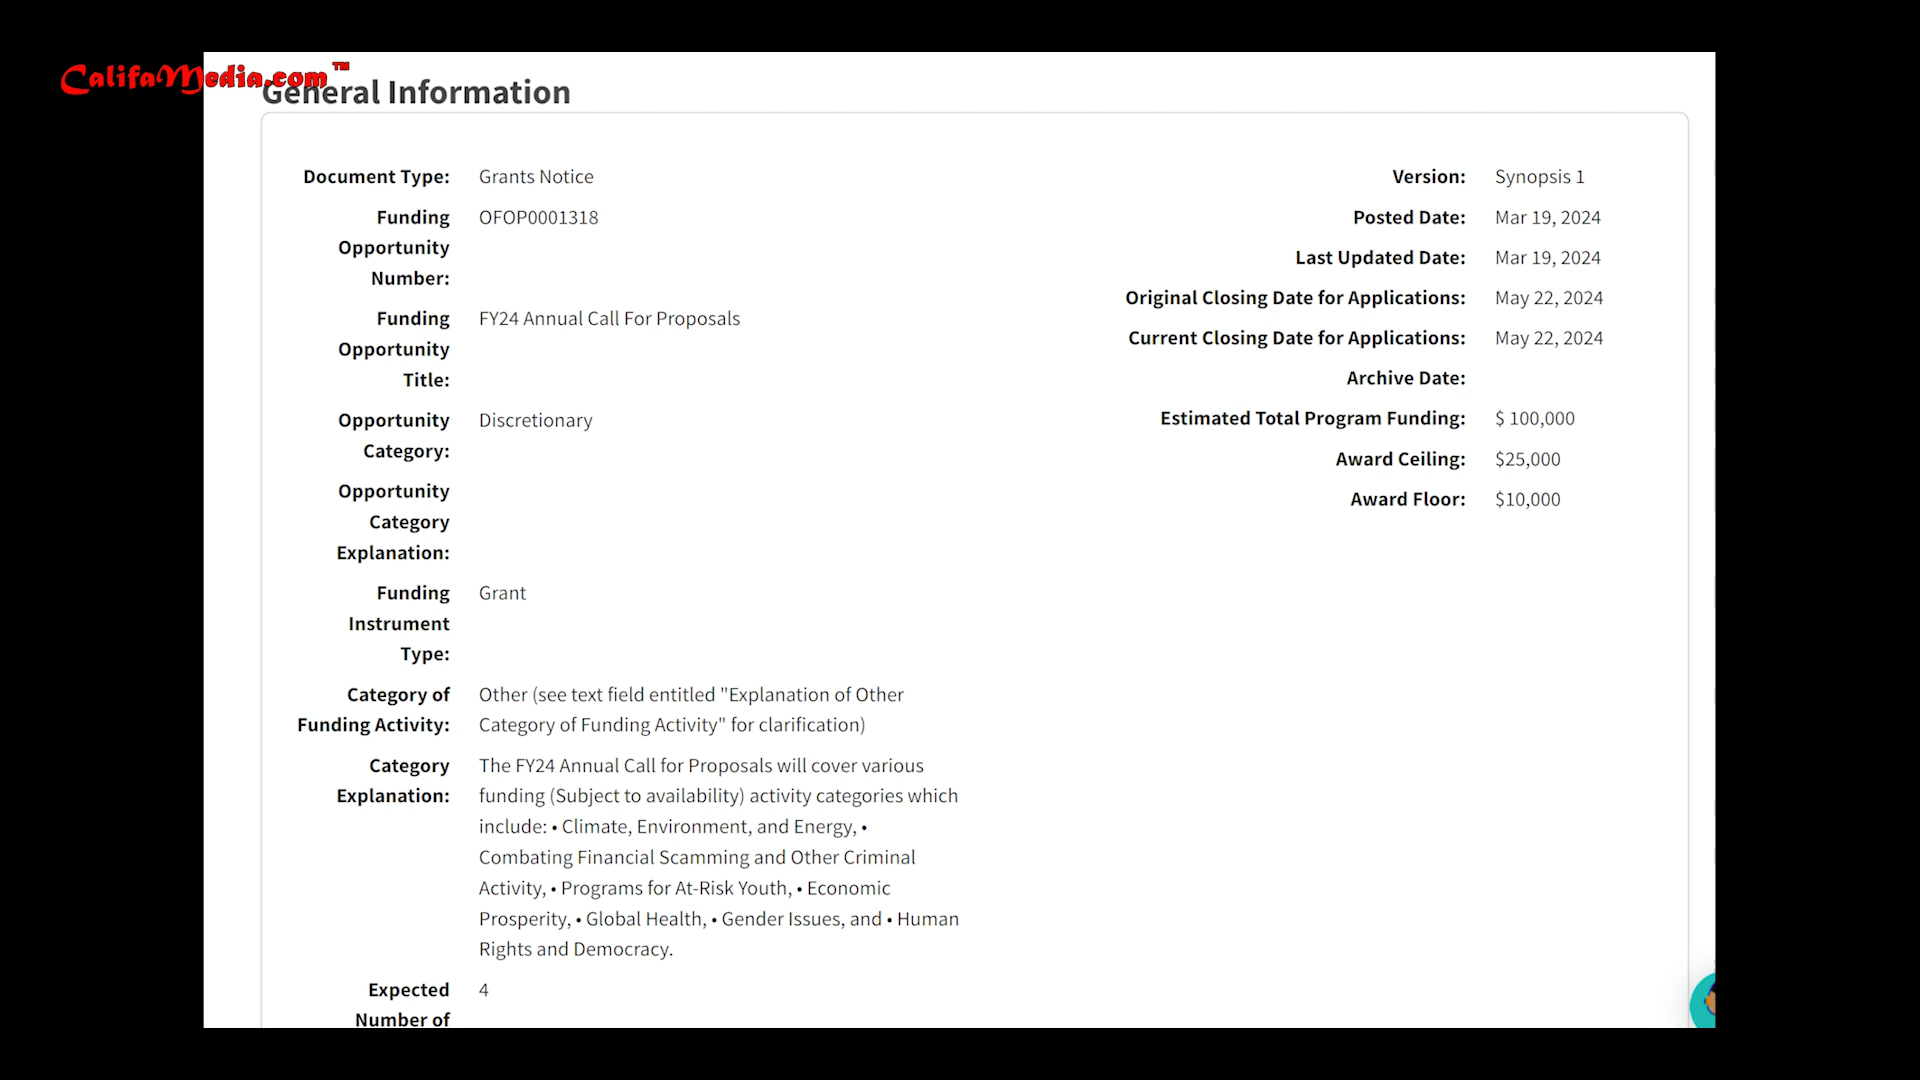 CalifaMedia.com™
General Information
Document Type: Grants Notice
Funding Opportunity Number: OFOP0001318
Funding Opportunity Title: FY24 Annual Call For Proposals
Opportunity Category: Discretionary
Opportunity Category Explanation:
Funding Instrument Type: Grant
Category of Funding Activity: Other (see text field entitled "Explanation of Other
Category of Funding Activity" for clarification)
Category Explanation: The FY24 Annual Call for Proposals will cover various
funding (Subject to availability) activity categories which
include: • Climate, Environment, and Energy, •
Combating Financial Scamming and Other Criminal
Activity, • Programs for At-Risk Youth, • Economic
Prosperity, • Global Health, • Gender Issues, and • Human
Rights and Democracy.
Expected Number of 4
Version: Synopsis 1
Posted Date: Mar 19, 2024
Last Updated Date: Mar 19, 2024
Original Closing Date for Applications: May 22, 2024
Current Closing Date for Applications: May 22, 2024
Archive Date:
Estimated Total Program Funding: $ 100,000
Award Ceiling: $25,000
Award Floor: $10,000